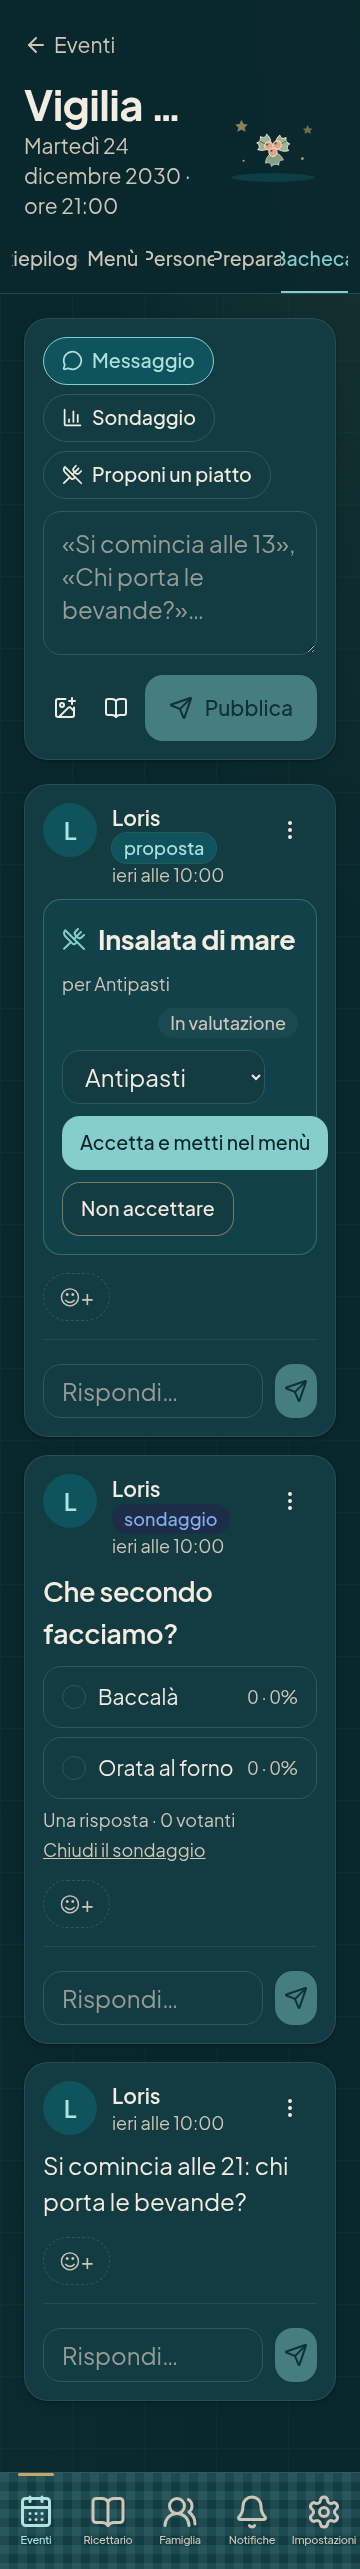 Eventi
Vigilia ...
Martedì 24
dicembre 2030 ·
ore 21:00
iepilog Menù Persone Prepara Bacheca
Messaggio
Sondaggio
Proponi un piatto
«Si comincia alle 13»,
«Chi porta le
bevande?»...
Pubblica
L Loris
proposta
ieri alle 10:00
Insalata di mare
per Antipasti
In valutazione
Antipasti
Accetta e metti nel menù
Non accettare
+
Rispondi...
L Loris
sondaggio
ieri alle 10:00
Che secondo
facciamo?
Baccalà 0 · 0%
Orata al forno 0 · 0%
Una risposta · 0 votanti
Chiudi il sondaggio
+
Rispondi...
L Loris
ieri alle 10:00
Si comincia alle 21: chi
porta le bevande?
+
Rispondi...
Eventi Ricettario Famiglia Notifiche Impostazioni